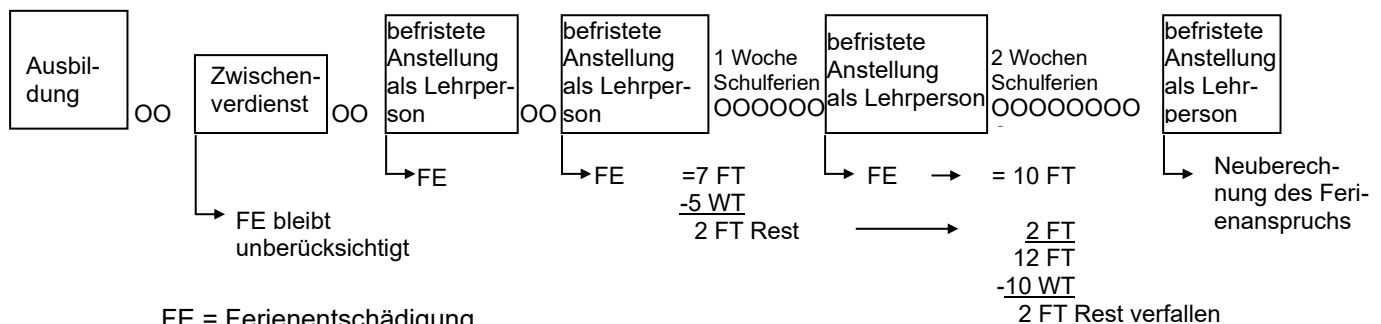 Ausbil-
dung
OO
Zwischen-
verdienst
OO
befristete
Anstellung
als Lehrper-
son
OO
befristete
Anstellung
als Lehrper-
son
1 Woche
Schulferien
OOOOOO
befristete
Anstellung
als Lehrperson
2 Wochen
Schulferien
OOOOOOOO
befristete
Anstellung
als Lehr-
person
FE bleibt
unberücksichtigt
FE
FE
=7 FT
-5 WT
2 FT Rest
FE
= 10 FT
2 FT
12 FT
-10 WT
2 FT Rest verfallen
Neuberech-
nung des Feri-
enanspruchs
FE = Ferienentschädigung